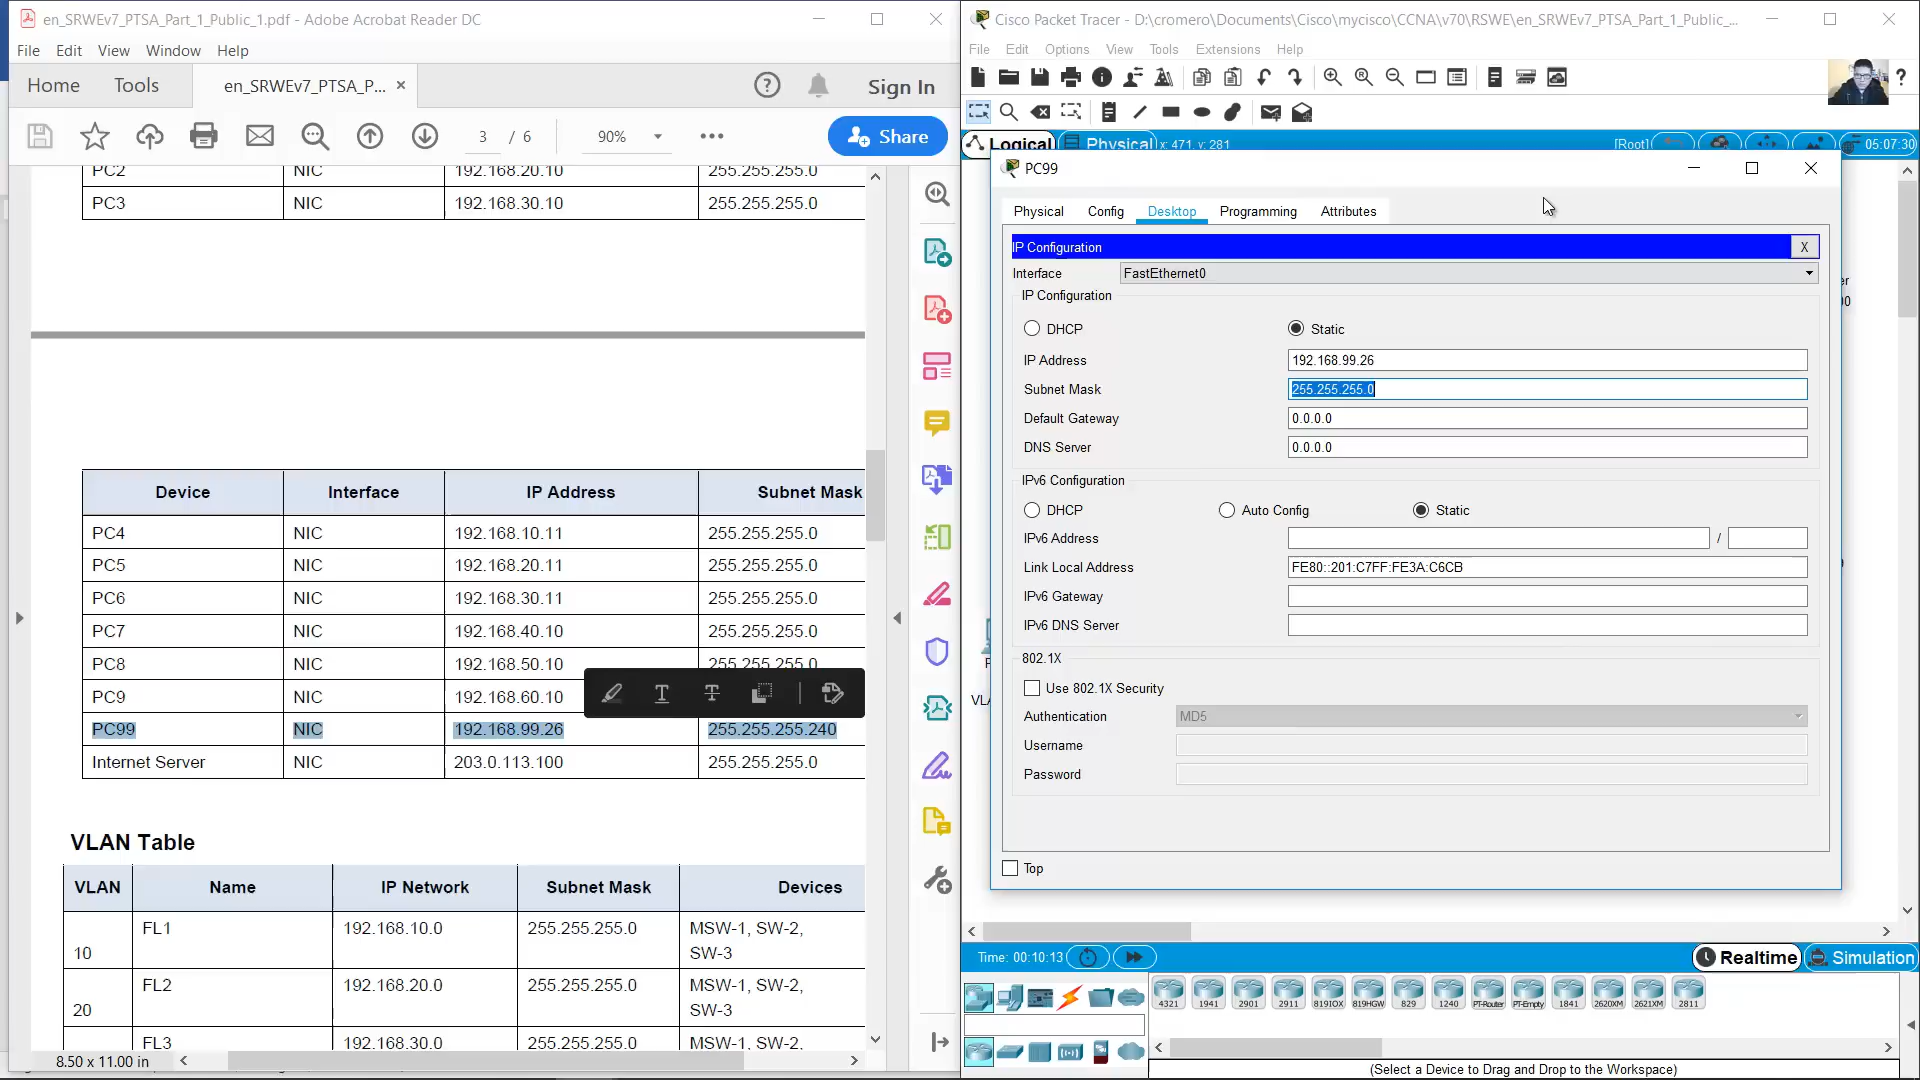 en_SRWEv7_PTSA_Part_1_Public_1.pdf - Adobe Acrobat Reader DC
File Edit View Window Help
Home Tools en_SRWEv7_PTSA_P... × Sign In
3 / 6 90% Share
PC2 NIC 192.168.20.10 255.255.255.0
PC3 NIC 192.168.30.10 255.255.255.0
Device Interface IP Address Subnet Mask
PC4 NIC 192.168.10.11 255.255.255.0
PC5 NIC 192.168.20.11 255.255.255.0
PC6 NIC 192.168.30.11 255.255.255.0
PC7 NIC 192.168.40.10 255.255.255.0
PC8 NIC 192.168.50.10 255.255.255.0
PC9 NIC 192.168.60.10
PC99 NIC 192.168.99.26 255.255.255.240
Internet Server NIC 203.0.113.100 255.255.255.0
VLAN Table
VLAN Name IP Network Subnet Mask Devices
10 FL1 192.168.10.0 255.255.255.0 MSW-1, SW-2,
SW-3
20 FL2 192.168.20.0 255.255.255.0 MSW-1, SW-2,
SW-3
FL3 192.168.30.0 255.255.255.0 MSW-1, SW-2,
8.50 x 11.00 in
Cisco Packet Tracer - D:\cromero\Documents\Cisco\mycisco\CCNA\v70\RSWE\en_SRWEv7_PTSA_Part_1_Public_...
File Edit Options View Tools Extensions Help
?
Logical Physical x: 471, y: 281 [Root] 05:07:30
PC99
Physical Config Desktop Programming Attributes
IP Configuration X
Interface FastEthernet0
IP Configuration
DHCP Static
IP Address 192.168.99.26
Subnet Mask 255.255.255.0
Default Gateway 0.0.0.0
DNS Server 0.0.0.0
IPv6 Configuration
DHCP Auto Config Static
IPv6 Address /
Link Local Address FE80::201:C7FF:FE3A:C6CB
IPv6 Gateway
IPv6 DNS Server
802.1X
Use 802.1X Security
Authentication MD5
Username
Password
Top
Time: 00:10:13 Realtime Simulation
4321 1941 2901 2911 819IOX 819HGW 829 1240 PT-Router PT-Empty 1841 2620XM 2621XM 2811
(Select a Device to Drag and Drop to the Workspace)